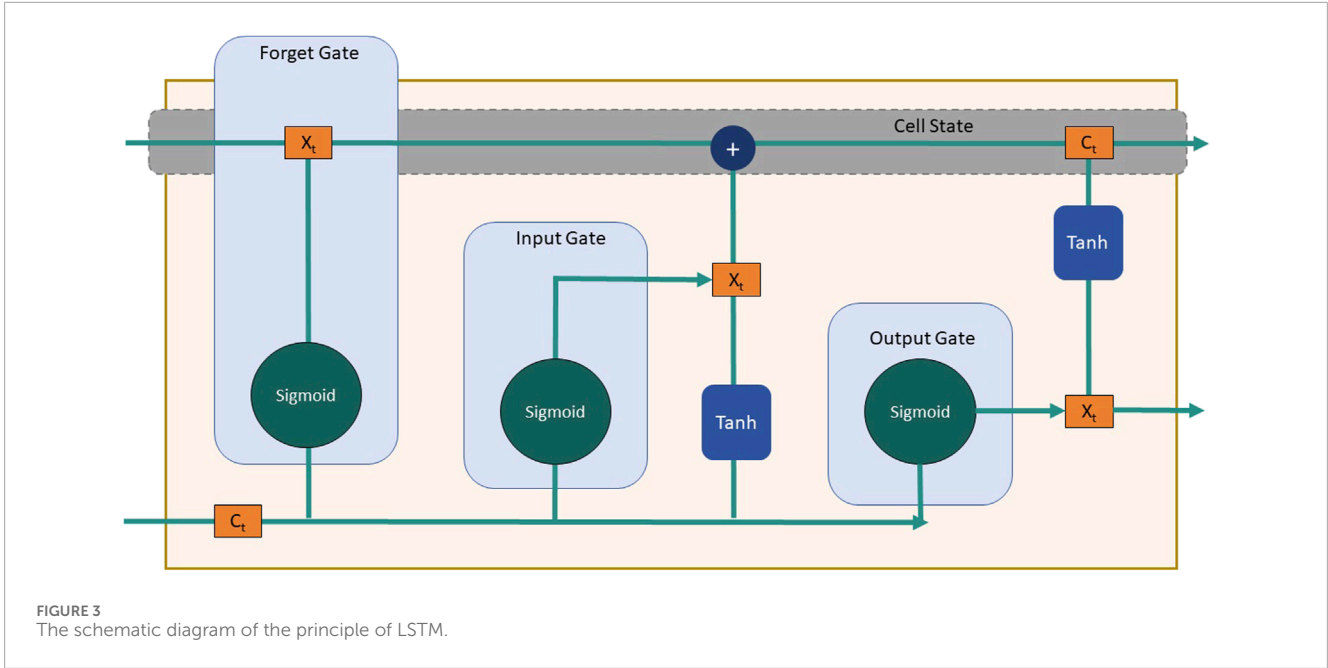 Forget Gate
Xt
Cell State
+
Ct
Input Gate
Tanh
Xt
Output Gate
Sigmoid
Sigmoid
Tanh
Sigmoid
Xt
Ct
FIGURE 3
The schematic diagram of the principle of LSTM.